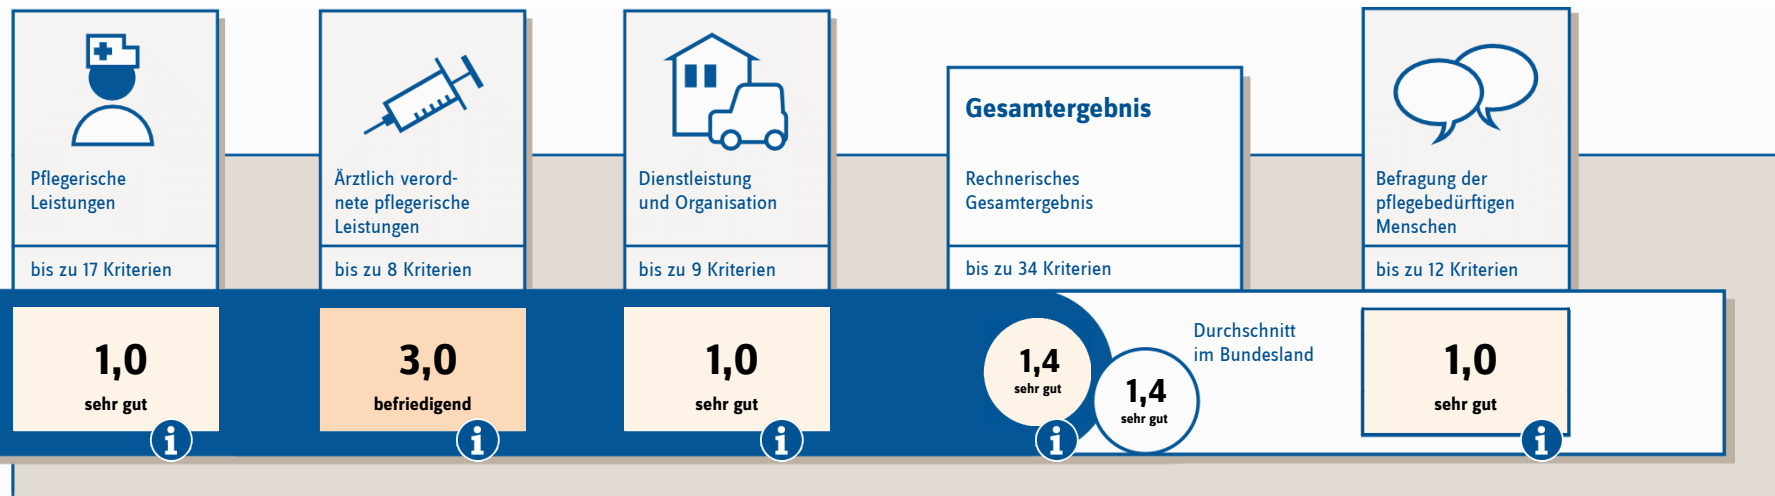 Pflegerische
Leistungen
bis zu 17 Kriterien
1,0
sehr gut
i
Ärztlich verord-
nete pflegerische
Leistungen
bis zu 8 Kriterien
3,0
befriedigend
i
Dienstleistung
und Organisation
bis zu 9 Kriterien
1,0
sehr gut
i
Gesamtergebnis
Rechnerisches
Gesamtergebnis
bis zu 34 Kriterien
1,4
sehr gut
i
Durchschnitt
im Bundesland
1,4
sehr gut
Befragung der
pflegebedürftigen
Menschen
bis zu 12 Kriterien
1,0
sehr gut
i